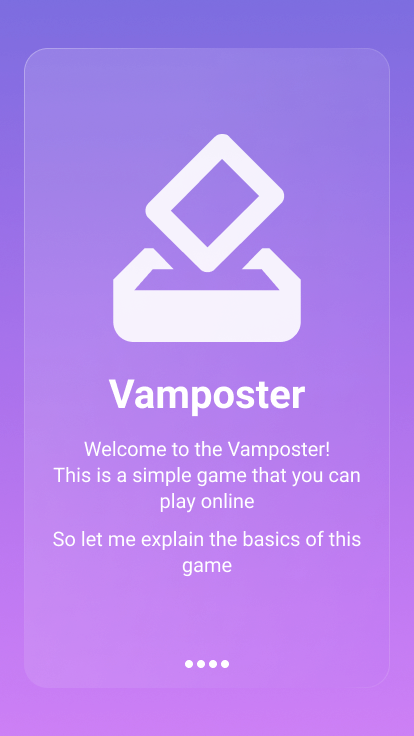 Vamposter
Welcome to the Vamposter!
This is a simple game that you can
play online
So let me explain the basics of this
game